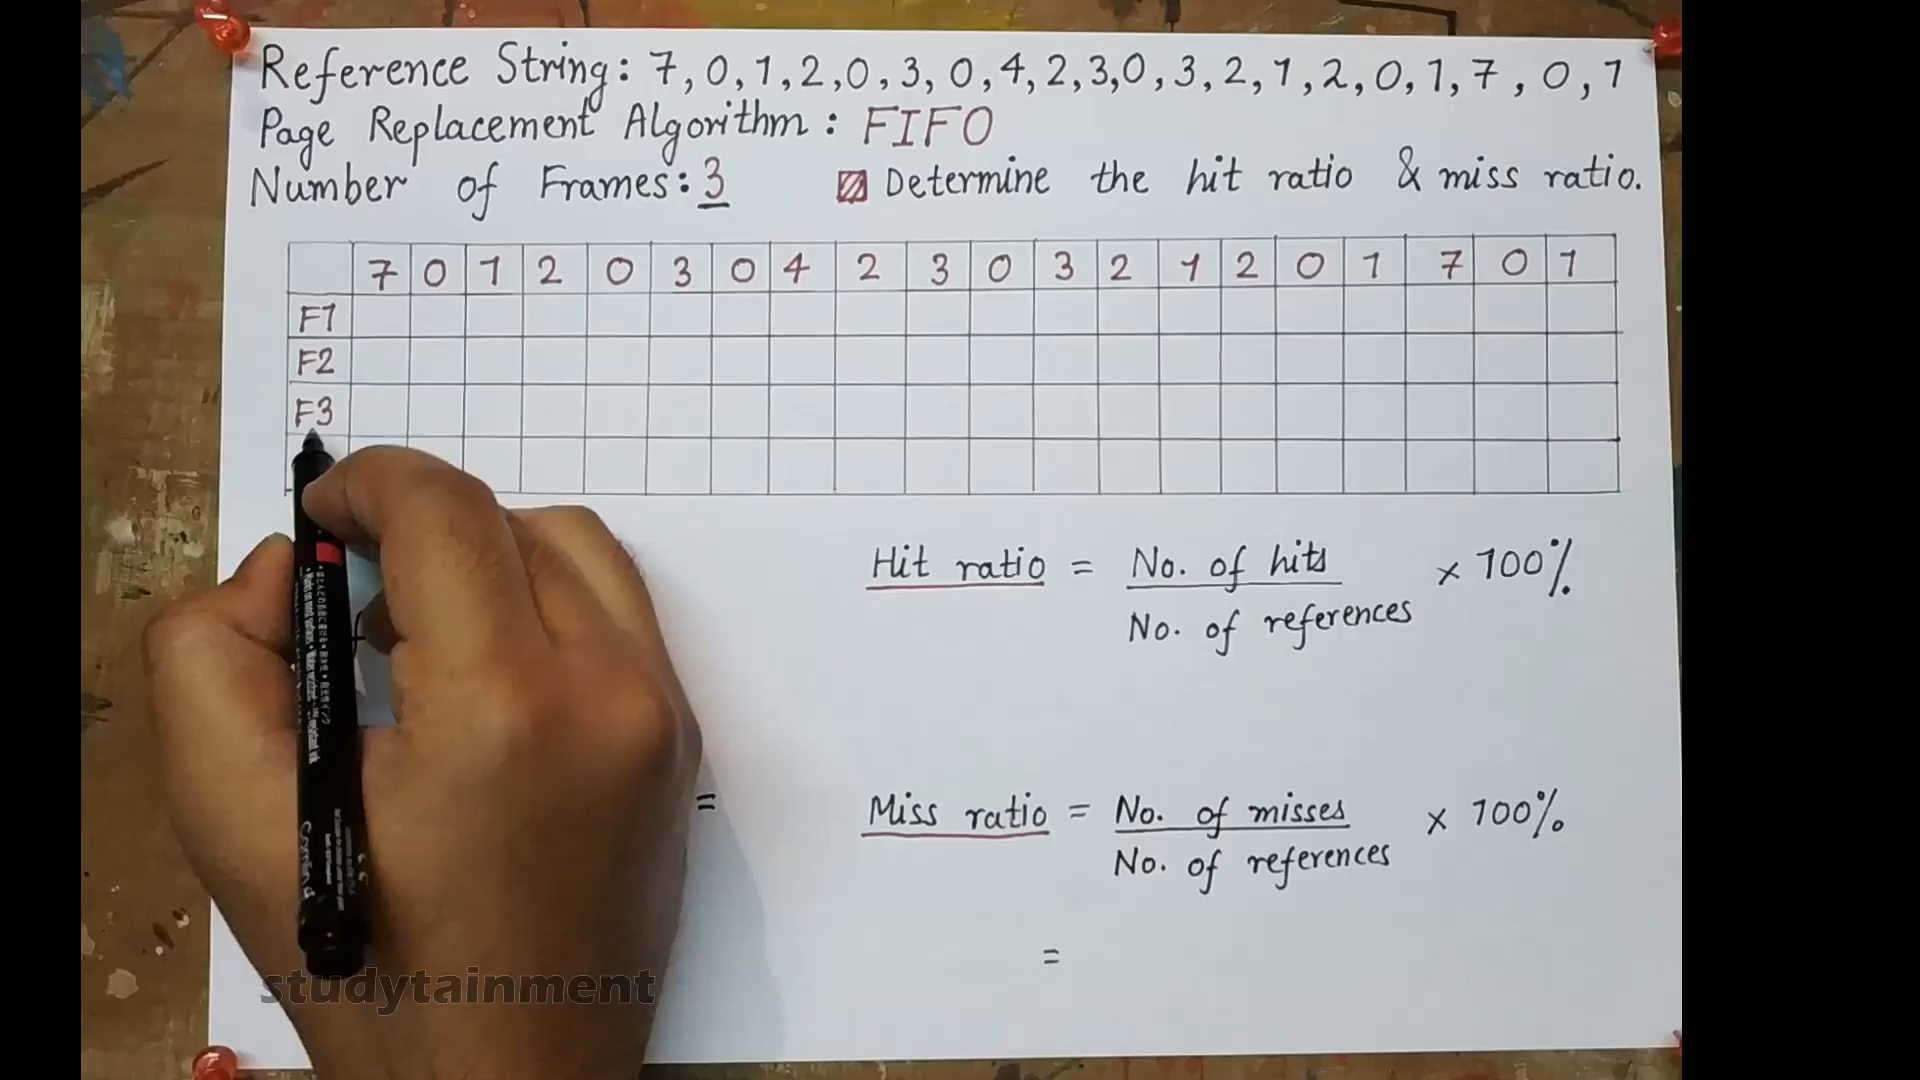 Reference String: 7, 0, 1, 2, 0, 3, 0, 4, 2, 3, 0, 3, 2, 1, 2, 0, 1, 7, 0, 1
Page Replacement Algorithm: FIFO
Number of Frames: 3 Determine the hit ratio & miss ratio.
7 0 1 2 0 3 0 4 2 3 0 3 2 1 2 0 1 7 0 1
F1
F2
F3
Hit ratio = No. of hits × 100%
No. of references
=
Miss ratio = No. of misses × 100%
No. of references
=
studytainment